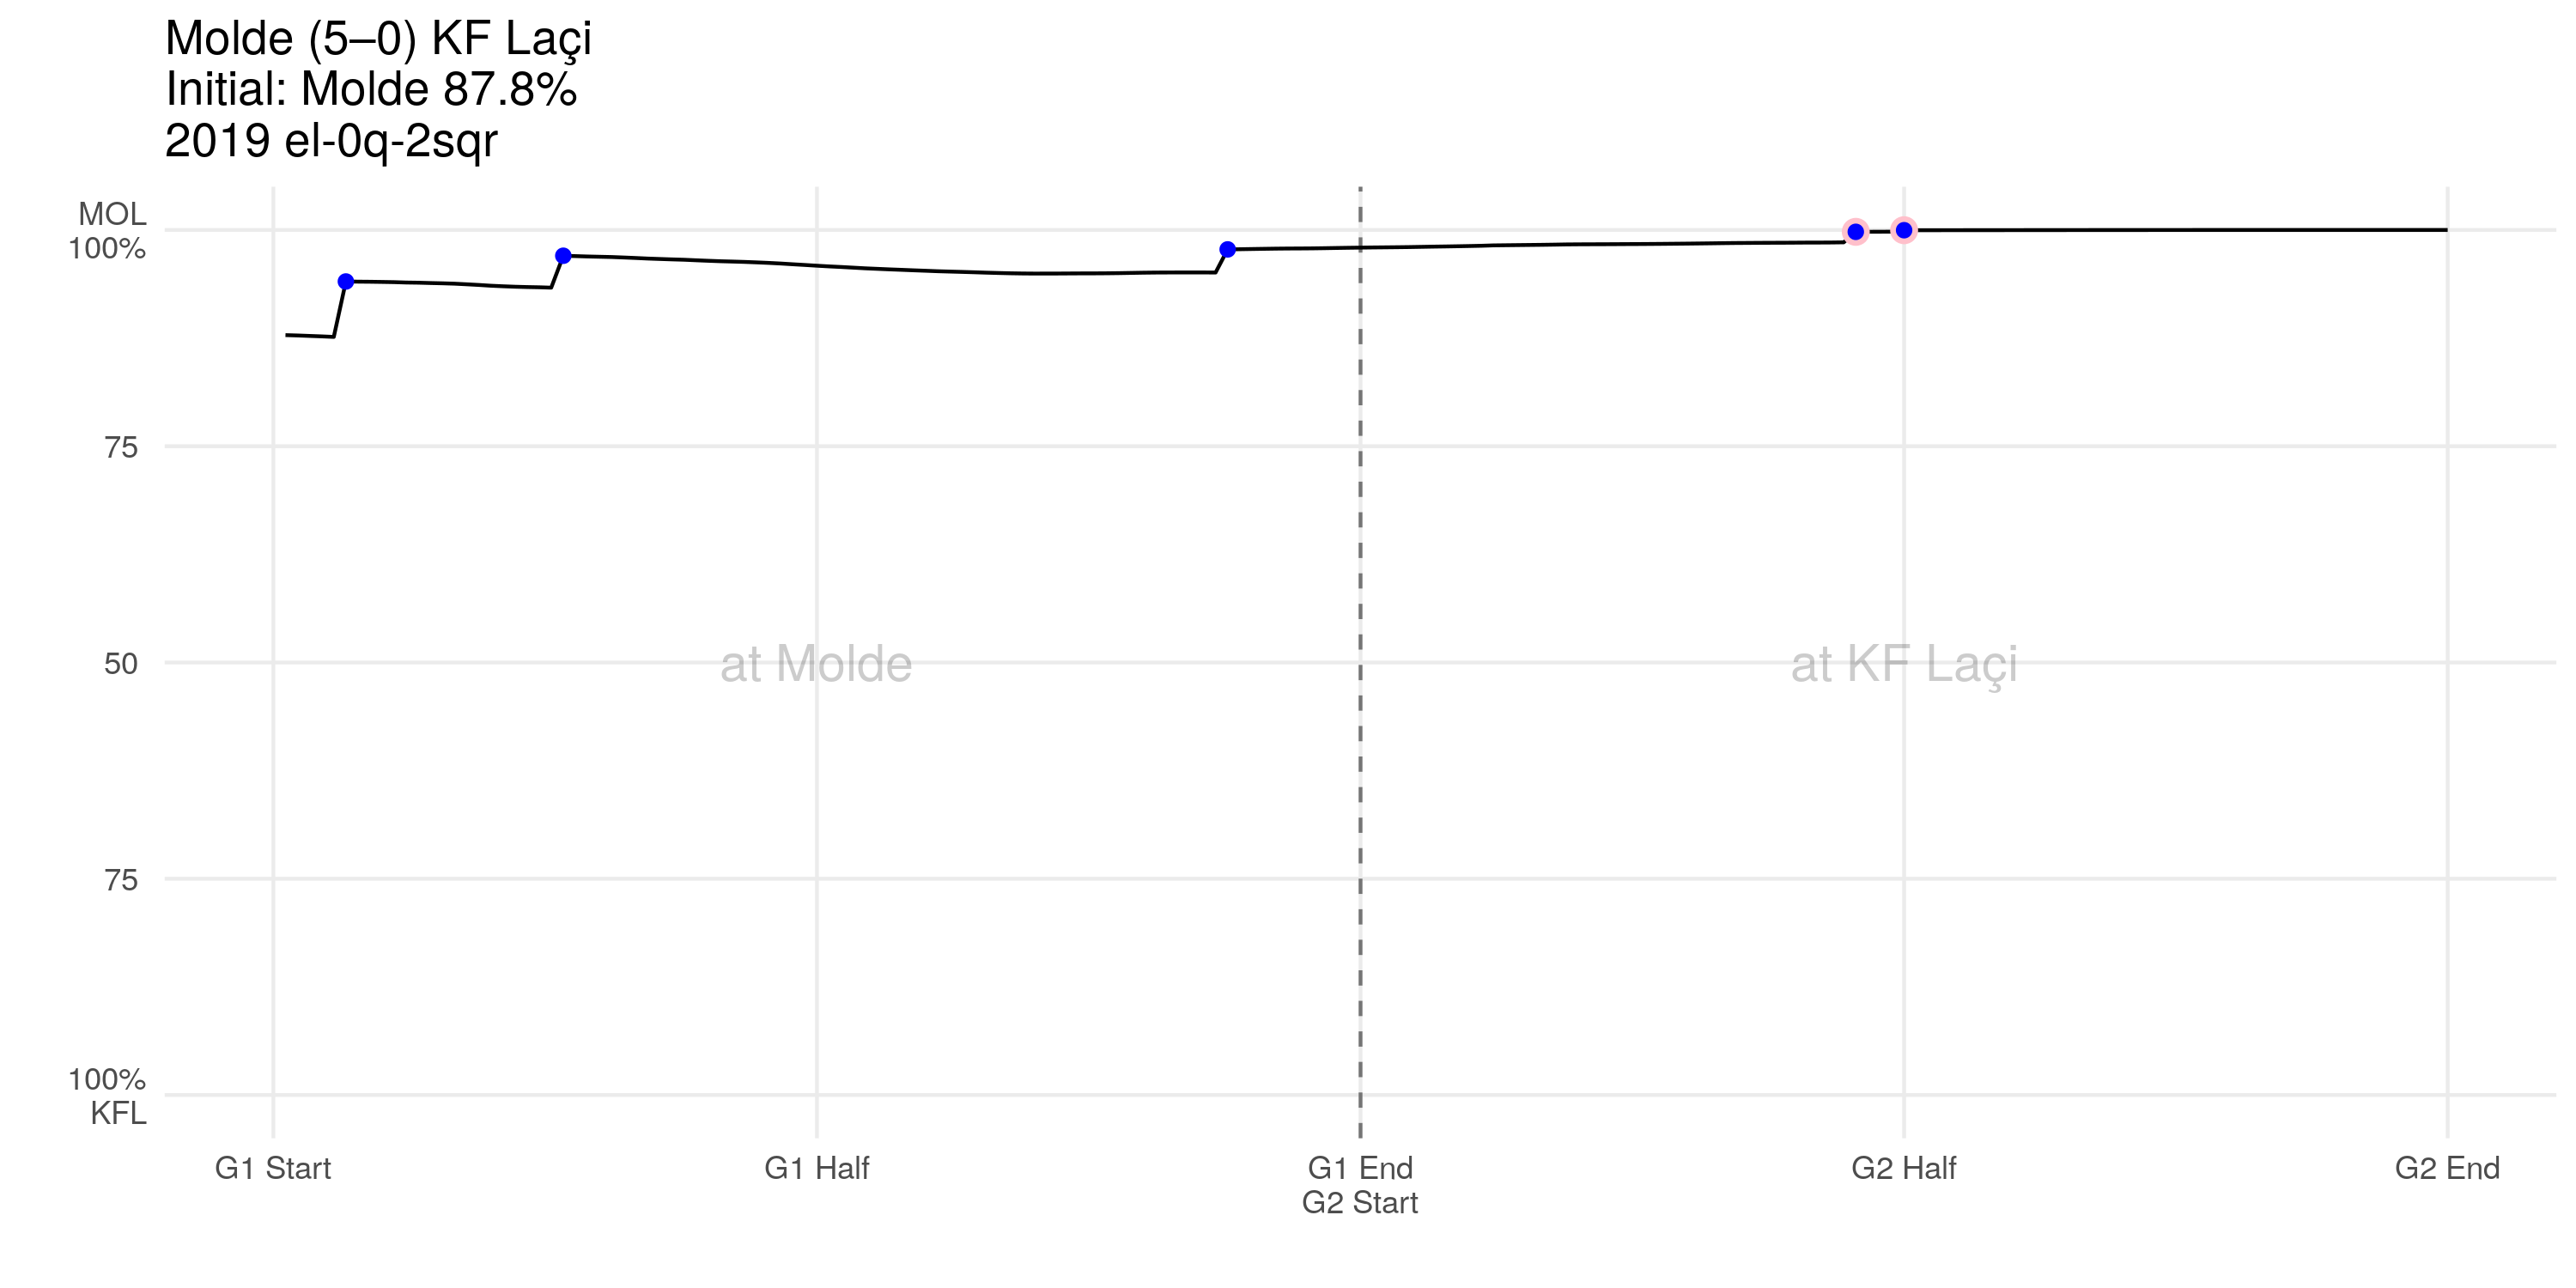 Molde (5–0) KF Laçi
Initial: Molde 87.8%
2019 el-0q-2sqr
MOL
100%
75
50
75
100%
KFL
at Molde
at KF Laçi
G1 Start
G1 Half
G1 End
G2 Start
G2 Half
G2 End